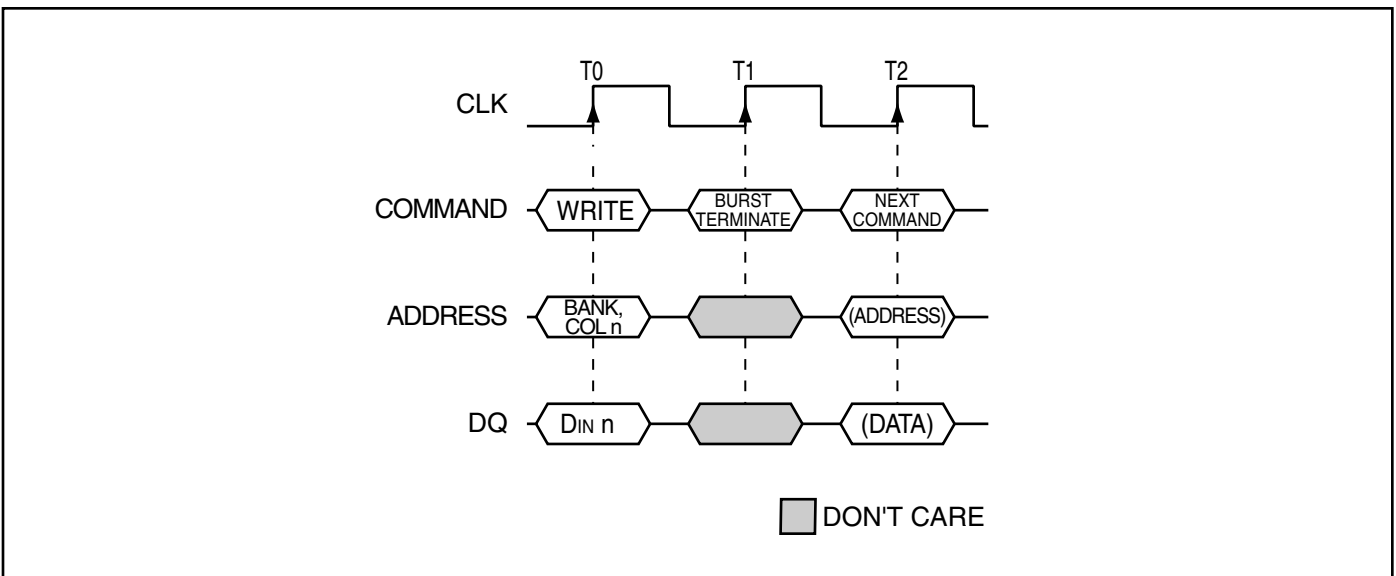 T0 T1 T2
CLK
COMMAND WRITE BURST TERMINATE NEXT COMMAND
ADDRESS BANK, COL n (ADDRESS)
DQ DIN n (DATA)
DON'T CARE